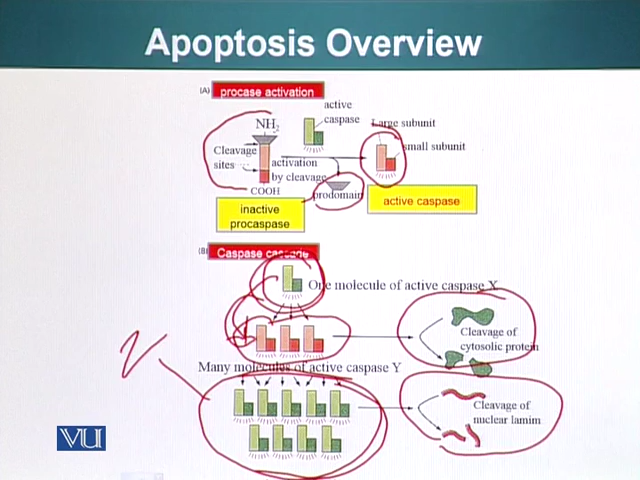 Apoptosis Overview
(A) procase activation
active
caspase
NH2
Large subunit
Cleavage
sites
small subunit
activation
by cleavage
COOH
prodomain
inactive
procaspase
active caspase
(B) Caspase cascade
One molecule of active caspase X
Cleavage of
cytosolic protein
Many molecules of active caspase Y
Cleavage of
nuclear lamim
VU